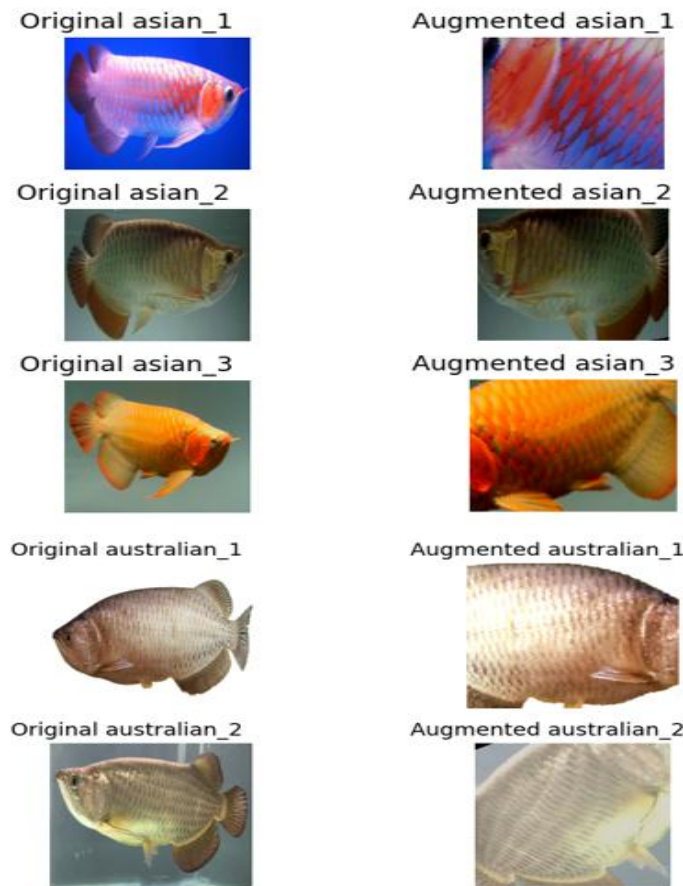 Original asian_1
Augmented asian_1
Original asian_2
Augmented asian_2
Original asian_3
Augmented asian_3
Original australian_1
Augmented australian_1
Original australian_2
Augmented australian_2